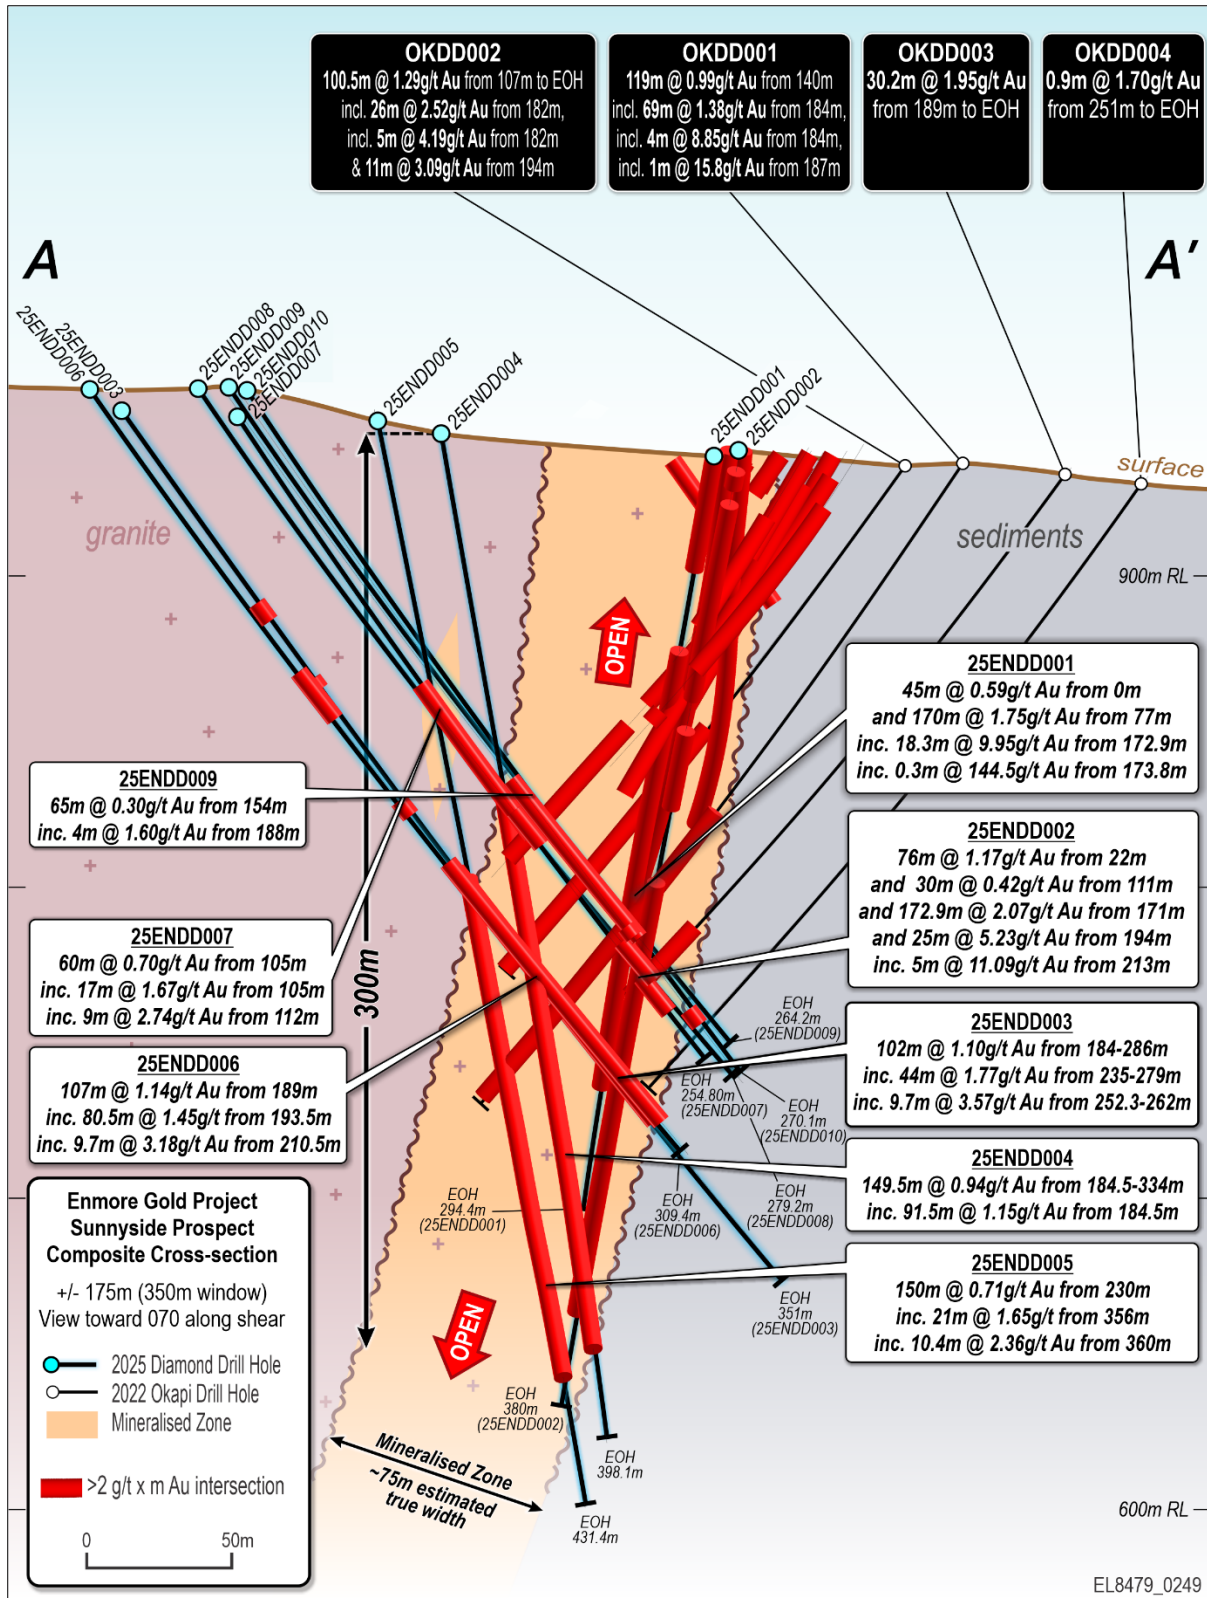 OKDD002
100.5m @ 1.29g/t Au from 107m to EOH
incl. 26m @ 2.52g/t Au from 182m,
incl. 5m @ 4.19g/t Au from 182m
& 11m @ 3.09g/t Au from 194m
OKDD001
119m @ 0.99g/t Au from 140m
incl. 69m @ 1.38g/t Au from 184m,
incl. 4m @ 8.85g/t Au from 184m,
incl. 1m @ 15.8g/t Au from 187m
OKDD003
30.2m @ 1.95g/t Au
from 189m to EOH
OKDD004
0.9m @ 1.70g/t Au
from 251m to EOH
A
A'
25ENDD006
25ENDD003
25ENDD008
25ENDD009
25ENDD010
25ENDD007
25ENDD005
25ENDD004
25ENDD001
25ENDD002
surface
granite
sediments
900m RL
OPEN
25ENDD001
45m @ 0.59g/t Au from 0m
and 170m @ 1.75g/t Au from 77m
inc. 18.3m @ 9.95g/t Au from 172.9m
inc. 0.3m @ 144.5g/t Au from 173.8m
25ENDD009
65m @ 0.30g/t Au from 154m
inc. 4m @ 1.60g/t Au from 188m
25ENDD002
76m @ 1.17g/t Au from 22m
and 30m @ 0.42g/t Au from 111m
and 172.9m @ 2.07g/t Au from 171m
and 25m @ 5.23g/t Au from 194m
inc. 5m @ 11.09g/t Au from 213m
25ENDD007
60m @ 0.70g/t Au from 105m
inc. 17m @ 1.67g/t Au from 105m
inc. 9m @ 2.74g/t Au from 112m
300m
EOH
264.2m
(25ENDD009)
25ENDD003
102m @ 1.10g/t Au from 184-286m
inc. 44m @ 1.77g/t Au from 235-279m
inc. 9.7m @ 3.57g/t Au from 252.3-262m
25ENDD006
107m @ 1.14g/t Au from 189m
inc. 80.5m @ 1.45g/t from 193.5m
inc. 9.7m @ 3.18g/t Au from 210.5m
EOH
254.80m
(25ENDD007)
EOH
270.1m
(25ENDD010)
25ENDD004
149.5m @ 0.94g/t Au from 184.5-334m
inc. 91.5m @ 1.15g/t Au from 184.5m
EOH
294.4m
(25ENDD001)
EOH
309.4m
(25ENDD006)
EOH
279.2m
(25ENDD008)
25ENDD005
150m @ 0.71g/t Au from 230m
inc. 21m @ 1.65g/t from 356m
inc. 10.4m @ 2.36g/t Au from 360m
EOH
351m
(25ENDD003)
OPEN
EOH
380m
(25ENDD002)
EOH
398.1m
EOH
431.4m
Mineralised Zone
~75m estimated
true width
600m RL
Enmore Gold Project
Sunnyside Prospect
Composite Cross-section
+/- 175m (350m window)
View toward 070 along shear
2025 Diamond Drill Hole
2022 Okapi Drill Hole
Mineralised Zone
>2 g/t x m Au intersection
0
50m
EL8479_0249